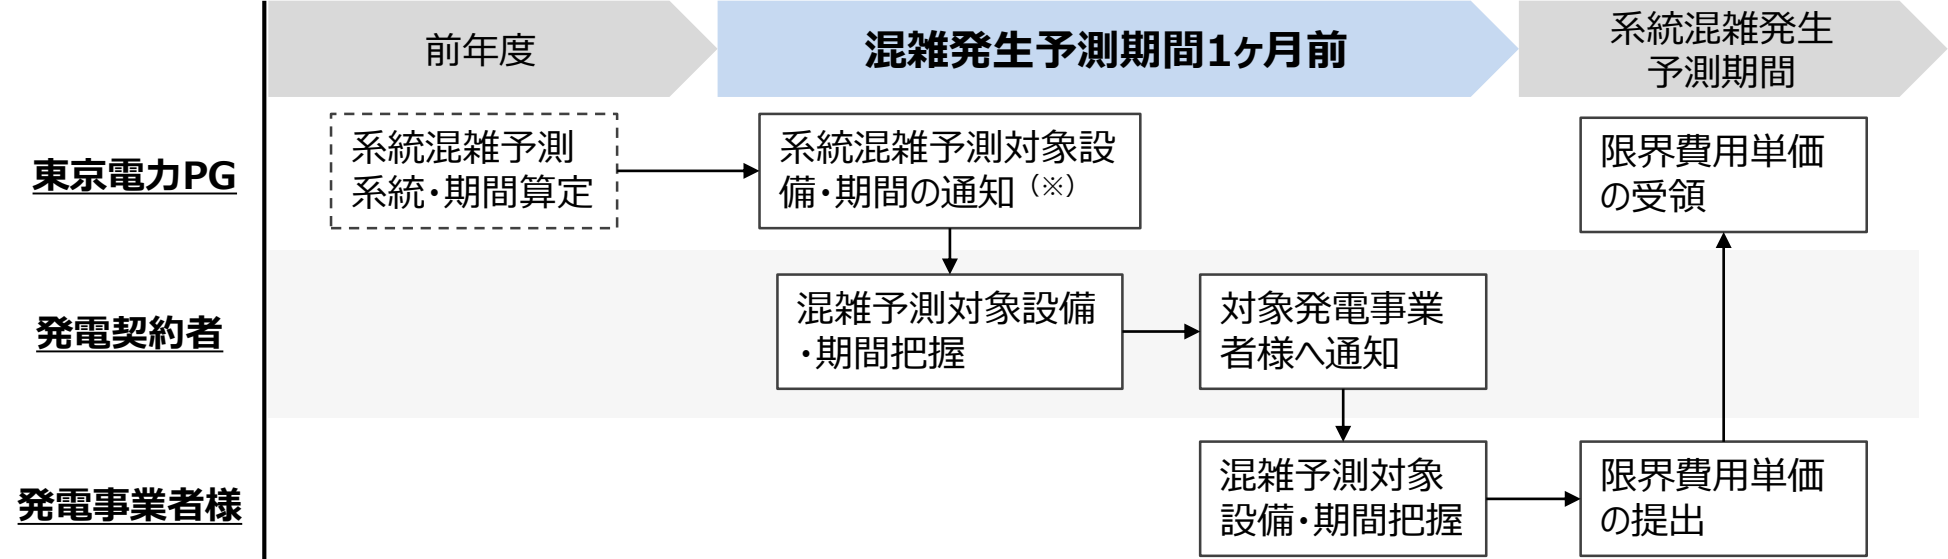 前年度
混雑発生予測期間1ヶ月前
系統混雑発生
予測期間
東京電力PG
系統混雑予測
系統・期間算定
系統混雑予測対象設
備・期間の通知（※）
限界費用単価
の受領
発電契約者
混雑予測対象設備
・期間把握
対象発電事業
者様へ通知
発電事業者様
混雑予測対象
設備・期間把握
限界費用単価
の提出